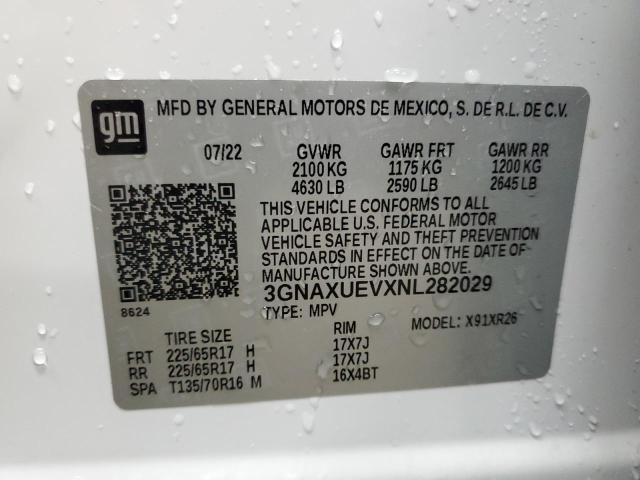 gm
MFD BY GENERAL MOTORS DE MEXICO, S. DE R.L. DE C.V.
07/22 GVWR GAWR FRT GAWR RR
2100 KG 1175 KG 1200 KG
4630 LB 2590 LB 2645 LB
THIS VEHICLE CONFORMS TO ALL
APPLICABLE U.S. FEDERAL MOTOR
VEHICLE SAFETY AND THEFT PREVENTION
STANDARDS IN EFFECT ON THE DATE OF
MANUFACTURE SHOWN ABOVE.
8624
3GNAXUEVXNL282029
TYPE: MPV MODEL: X91XR26
TIRE SIZE RIM
FRT 225/65R17 H 17X7J
RR 225/65R17 H 17X7J
SPA T135/70R16 M 16X4BT